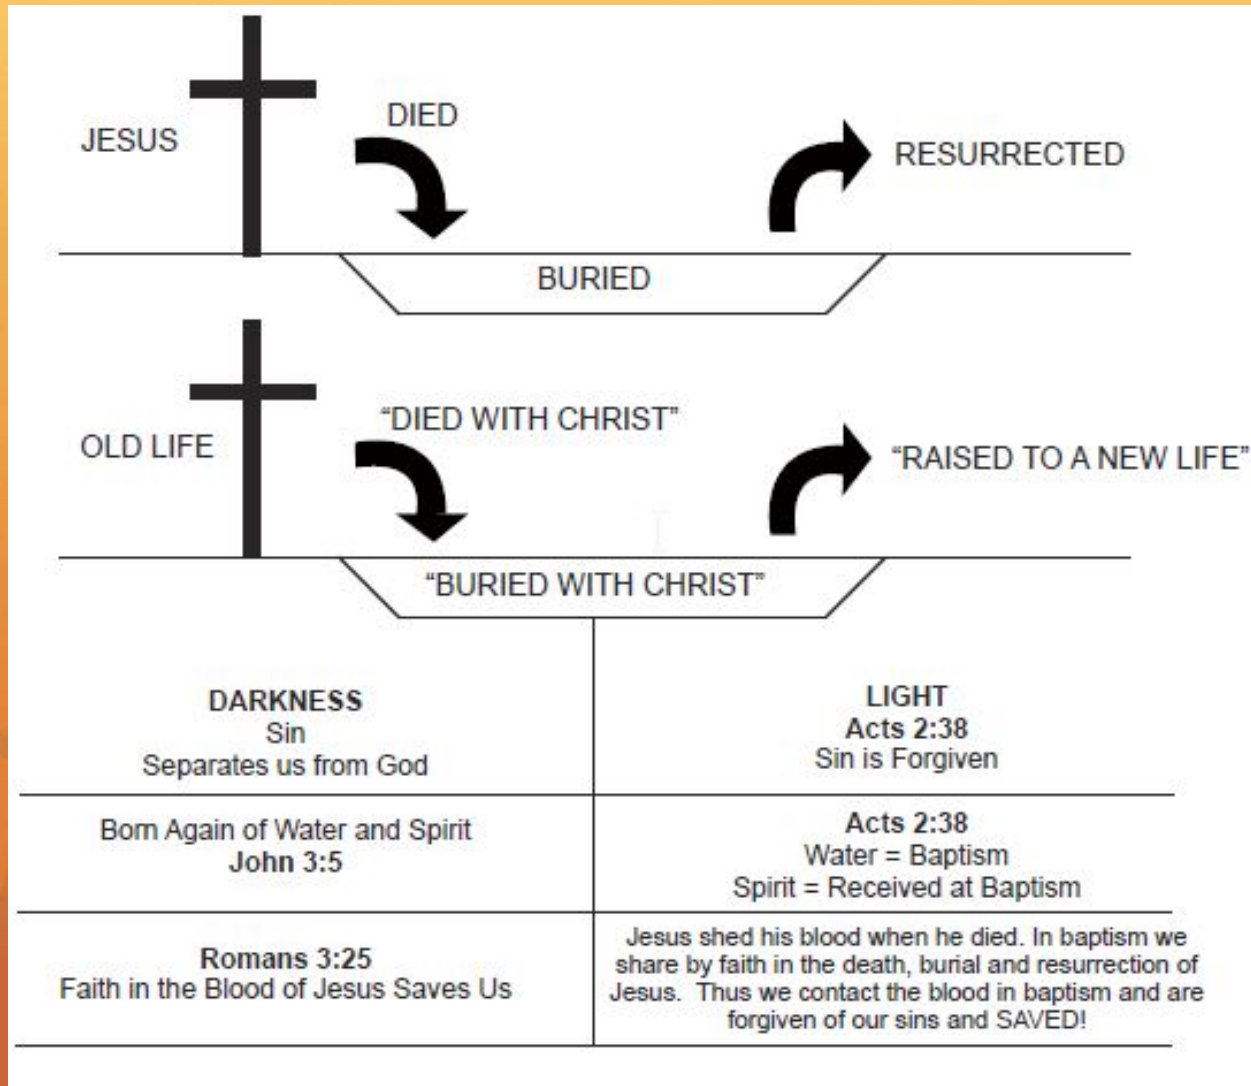 DIED
JESUS
RESURRECTED
BURIED
“DIED WITH CHRIST”
OLD LIFE
“RAISED TO A NEW LIFE”
“BURIED WITH CHRIST”
DARKNESS
Sin
Separates us from God
LIGHT
Acts 2:38
Sin is Forgiven
Born Again of Water and Spirit
John 3:5
Acts 2:38
Water = Baptism
Spirit = Received at Baptism
Romans 3:25
Faith in the Blood of Jesus Saves Us
Jesus shed his blood when he died. In baptism we
share by faith in the death, burial and resurrection of
Jesus. Thus we contact the blood in baptism and are
forgiven of our sins and SAVED!